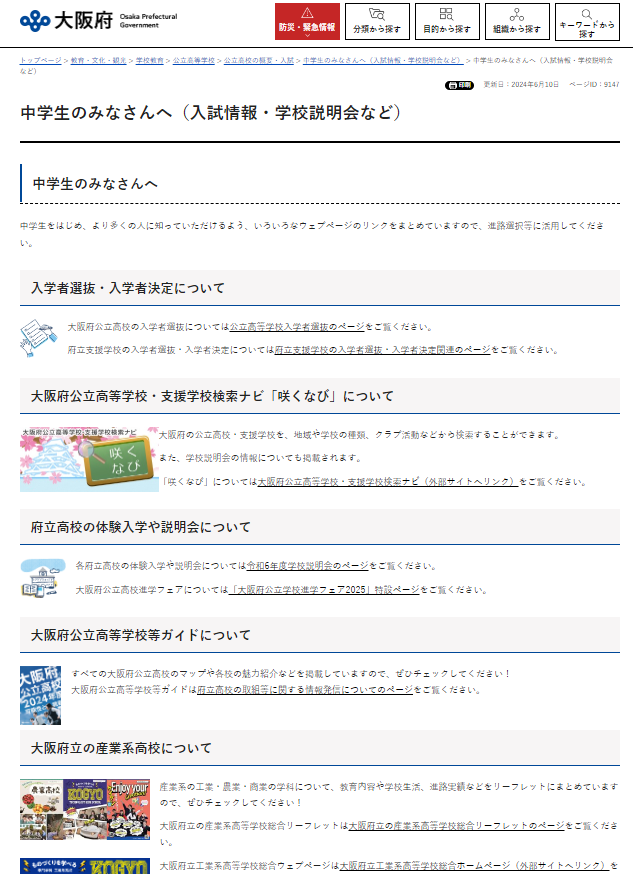 大阪府
Osaka Prefectural
Government
防災・緊急情報
分類から探す
目的から探す
組織から探す
キーワードから
探す
トップページ > 教育・文化・観光 > 学校教育 > 公立高等学校 > 公立高校の概要・入試 > 中学生のみなさんへ（入試情報・学校説明会など） > 中学生のみなさんへ（入試情報・学校説明会
など）
印刷
更新日：2024年6月10日
ページID：9147
中学生のみなさんへ（入試情報・学校説明会など）
中学生のみなさんへ
中学生をはじめ、より多くの人に知っていただけるよう、いろいうなウェブページのリンクをまとめていますので、進路選択等に活用してくださ
い。
入学者選抜・入学者決定について
大阪府公立高校の入学者選抜については公立高等学校入学者選抜のページをご覧ください。
府立支援学校の入学者選抜・入学者決定については府立支援学校の入学者選抜・入学者決定関連のページをご覧ください。
大阪府公立高等学校・支援学校検索ナビ「咲くなび」について
大阪府公立高等学校・支援学校検索ナビ
咲く
なび
大阪府の公立高校・支援学校を、地域や学校の種類、クラブ活動などから検索することができます。
また、学校説明会の情報についても掲載されます。
「咲くなび」については大阪府公立高等学校・支援学校検索ナビ（外部サイトへリンク）をご覧ください。
府立高校の体験入学や説明会について
各府立高校の体験入学や説明会については令和6年度学校説明会のページをご覧ください。
大阪府公立高校進学フェアについては「大阪府公立学校進学フェア2025」特設ページをご覧ください。
大阪府公立高等学校等ガイドについて
大阪府
公立高校
2024年
すべての大阪府公立高校のマップや各校の魅力紹介などを掲載していますので、ぜひチェックしてください！
大阪府公立高等学校等ガイドは府立高校の取組等に関する情報発信についてのページをご覧ください。
大阪府立の産業系高校について
農業高校
KOGYO
Enjoy your
産業系の工業・農業・商業の学科について、教育内容や学校生活、進路実績などをリーフレットにまとめています
ので、ぜひチェックしてください！
大阪府立の産業系高等学校総合リーフレットは大阪府立の産業系高等学校総合リーフレットのページをご覧くださ
い。
ものづくりを学べる
KOGYO
大阪府立工業系高等学校総合ウェブページは大阪府立工業系高等学校総合ホームページ（外部サイトへリンク）を